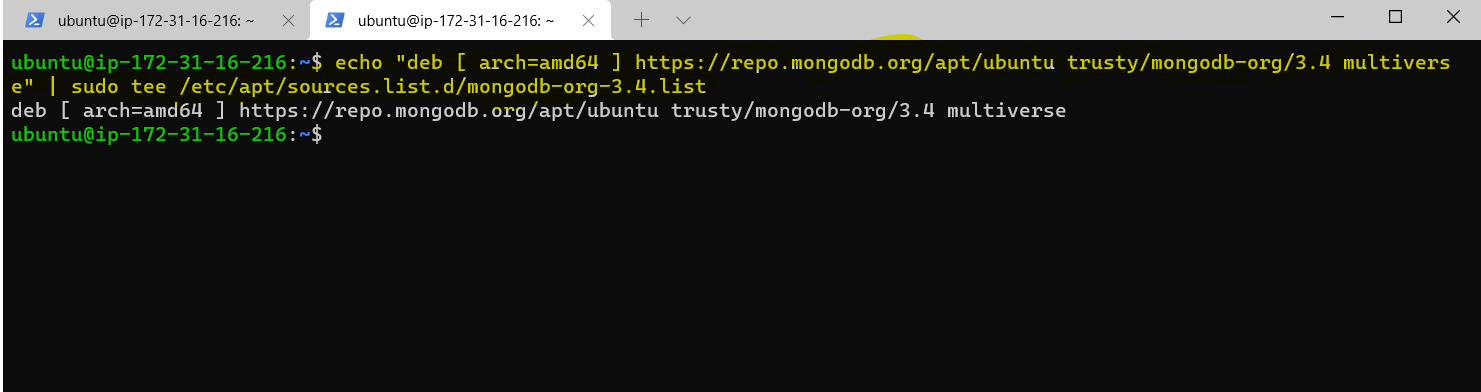 ubuntu@ip-172-31-16-216: ~
ubuntu@ip-172-31-16-216: ~
ubuntu@ip-172-31-16-216:~$ echo "deb [ arch=amd64 ] https://repo.mongodb.org/apt/ubuntu trusty/mongodb-org/3.4 multivers
e" | sudo tee /etc/apt/sources.list.d/mongodb-org-3.4.list
deb [ arch=amd64 ] https://repo.mongodb.org/apt/ubuntu trusty/mongodb-org/3.4 multiverse
ubuntu@ip-172-31-16-216:~$